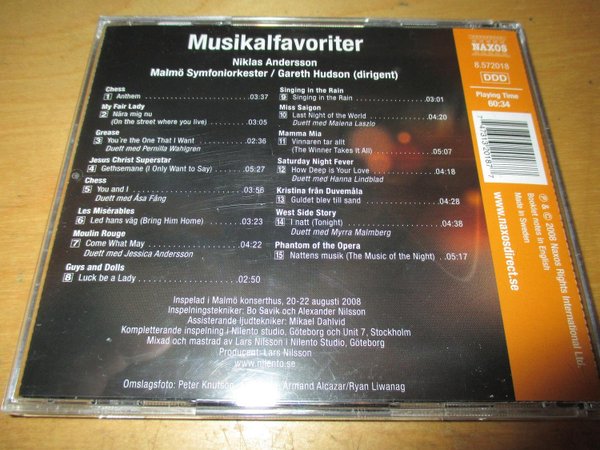 Musikalfavoriter
Niklas Andersson
Malmö Symfoniorkester / Gareth Hudson (dirigent)
Chess
1 Anthem 03:37
My Fair Lady
2 Nära mig nu
(On the street where you live) 03:05
Grease
3 You're the One That I Want 02:36
Duett med Pernilla Wahlgren
Jesus Christ Superstar
4 Gethsemane (I Only Want to Say) 05:27
Chess
5 You and I 03:56
Duett med Åsa Fång
Les Misérables
6 Led hans väg (Bring Him Home) 03:23
Moulin Rouge
7 Come What May 04:22
Duett med Jessica Andersson
Guys and Dolls
8 Luck be a Lady 02:50
Singing in the Rain
9 Singing in the Rain 03:01
Miss Saigon
10 Last Night of the World 04:20
Duett med Malena Laszlo
Mamma Mia
11 Vinnaren tar allt
(The Winner Takes It All) 05:07
Saturday Night Fever
12 How Deep is Your Love 04:18
Duett med Hanna Lindblad
Kristina från Duvemåla
13 Guldet blev till sand 04:28
West Side Story
14 I natt (Tonight) 04:38
Duett med Myrra Malmberg
Phantom of the Opera
15 Nattens musik (The Music of the Night) 05:17
Inspelad i Malmö konserthus, 20-22 augusti 2008
Inspelningstekniker: Bo Savik och Alexander Nilsson
Assisterande ljudtekniker: Mikael Dahlvid
Kompletterande inspelning i Nilento studio, Göteborg och Unit 7, Stockholm
Mixad och mastrad av Lars Nilsson i Nilento Studio, Göteborg
Producent: Lars Nilsson
www.nilento.se
Omslagsfoto: Peter Knutson, Armand Alcazar/Ryan Liwanag
NAXOS
8.572018
DDD
Playing Time
60:34
www.naxosdirect.se
℗ & © 2008 Naxos Rights International Ltd.
Booklet notes in English
Made in Sweden